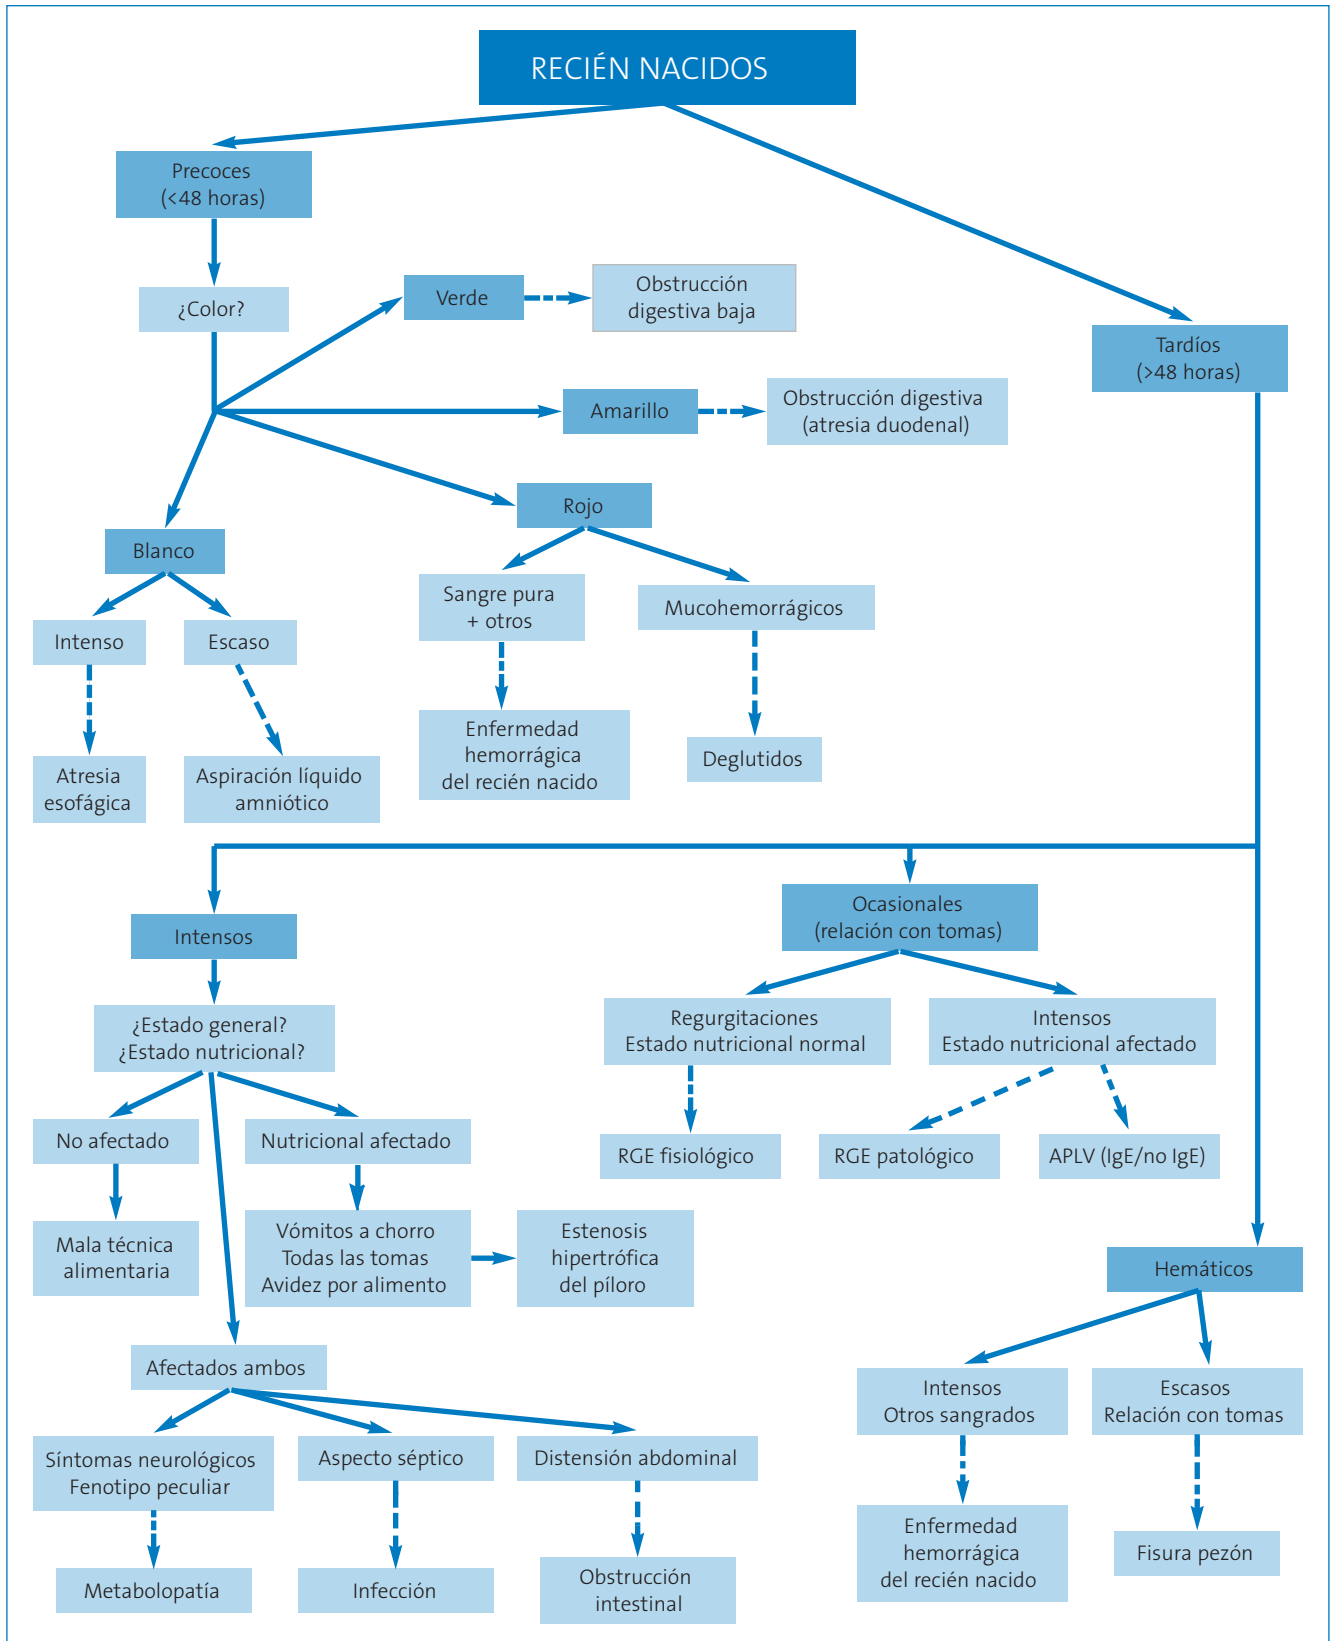 RECIÉN NACIDOS
Precoces
(<48 horas)
¿Color?
Verde
Obstrucción
digestiva baja
Tardíos
(>48 horas)
Amarillo
Obstrucción digestiva
(atresia duodenal)
Rojo
Blanco
Sangre pura
+ otros
Mucohemorrágicos
Intenso
Escaso
Enfermedad
hemorrágica
del recién nacido
Deglutidos
Atresia
esofágica
Aspiración líquido
amniótico
Intensos
Ocasionales
(relación con tomas)
¿Estado general?
¿Estado nutricional?
Regurgitaciones
Estado nutricional normal
Intensos
Estado nutricional afectado
No afectado
Nutricional afectado
RGE fisiológico
RGE patológico
APLV (IgE/no IgE)
Mala técnica
alimentaria
Vómitos a chorro
Todas las tomas
Avidez por alimento
Estenosis
hipertrófica
del píloro
Hemáticos
Afectados ambos
Intensos
Otros sangrados
Escasos
Relación con tomas
Síntomas neurológicos
Fenotipo peculiar
Aspecto séptico
Distensión abdominal
Enfermedad
hemorrágica
del recién nacido
Fisura pezón
Metabolopatía
Infección
Obstrucción
intestinal